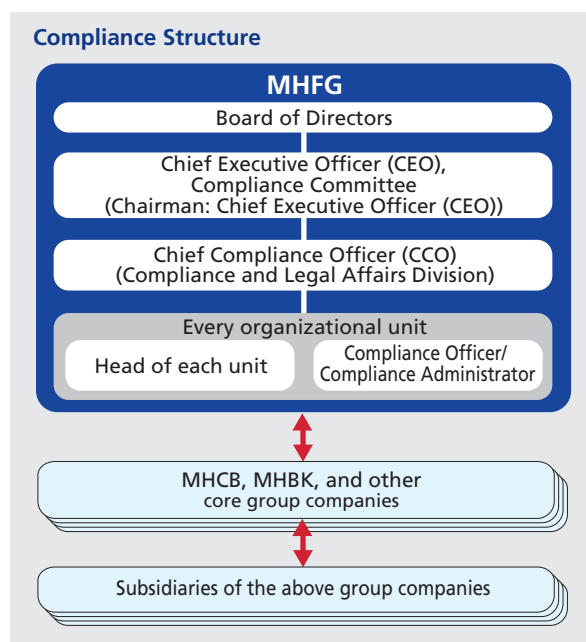 Compliance Structure
MHFG
Board of Directors
Chief Executive Officer (CEO),
Compliance Committee
(Chairman: Chief Executive Officer (CEO))
Chief Compliance Officer (CCO)
(Compliance and Legal Affairs Division)
Every organizational unit
Head of each unit
Compliance Officer/
Compliance Administrator
MHCB, MHBK, and other
core group companies
Subsidiaries of the above group companies